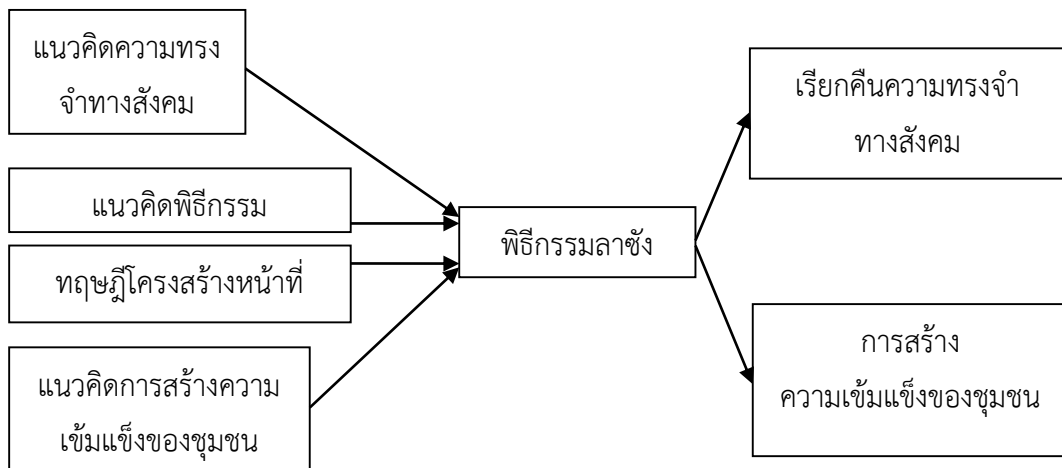 แนวคิดความทรง
จำทางสังคม
แนวคิดพิธีกรรม
ทฤษฎีโครงสร้างหน้าที่
แนวคิดการสร้างความ
เข้มแข็งของชุมชน
พิธีกรรมลาซัง
เรียกคืนความทรงจำ
ทางสังคม
การสร้าง
ความเข้มแข็งของชุมชน